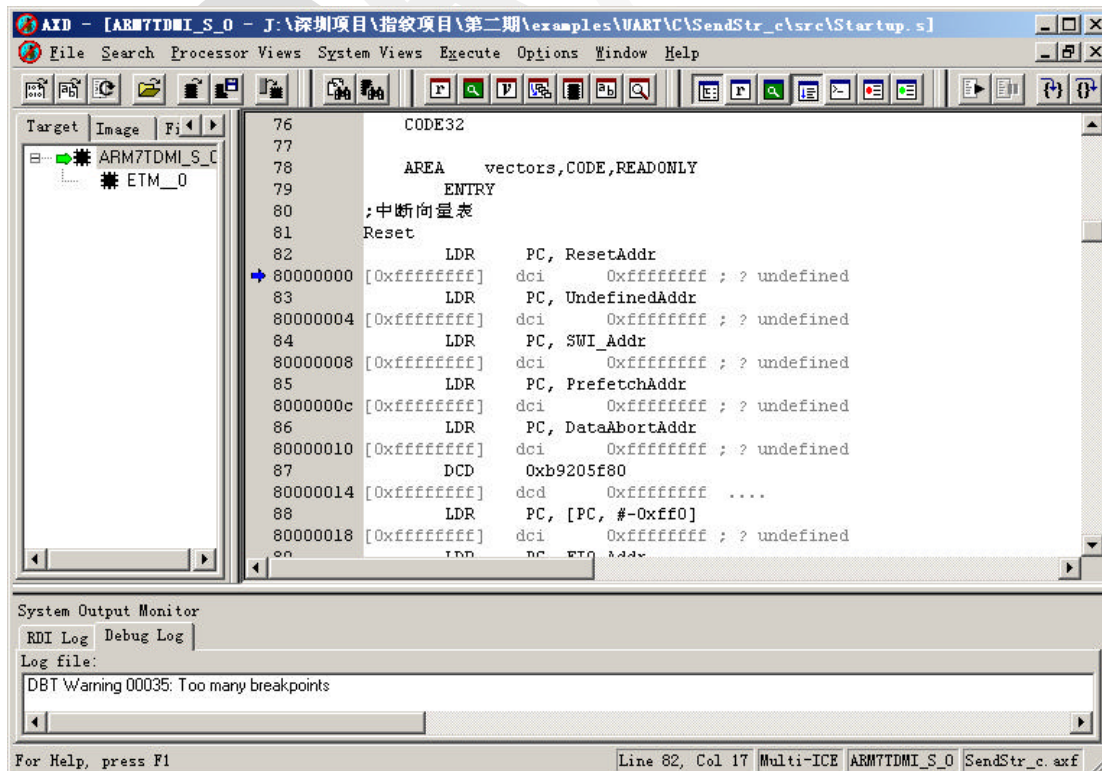 AXD - [ARM7TDMI_S_0 - J:\深圳项目\指纹项目\第二期\examples\UART\C\SendStr_c\src\Startup.s]
File Search Processor Views System Views Execute Options Window Help
Target Image Fi
ARM7TDMI_S_0
ETM__0
76 CODE32
77
78 AREA vectors,CODE,READONLY
79 ENTRY
80 ;中断向量表
81 Reset
82 LDR PC, ResetAddr
80000000 [0xffffffff] dci 0xffffffff ; ? undefined
83 LDR PC, UndefinedAddr
80000004 [0xffffffff] dci 0xffffffff ; ? undefined
84 LDR PC, SWI_Addr
80000008 [0xffffffff] dci 0xffffffff ; ? undefined
85 LDR PC, PrefetchAddr
8000000c [0xffffffff] dci 0xffffffff ; ? undefined
86 LDR PC, DataAbortAddr
80000010 [0xffffffff] dci 0xffffffff ; ? undefined
87 DCD 0xb9205f80
80000014 [0xffffffff] dcd 0xffffffff ....
88 LDR PC, [PC, #-0xff0]
80000018 [0xffffffff] dci 0xffffffff ; ? undefined
89 LDR PC, FIQ_Addr
System Output Monitor
RDI Log Debug Log
Log file:
DBT Warning 00035: Too many breakpoints
For Help, press F1
Line 82, Col 17 Multi-ICE ARM7TDMI_S_0 SendStr_c.axf